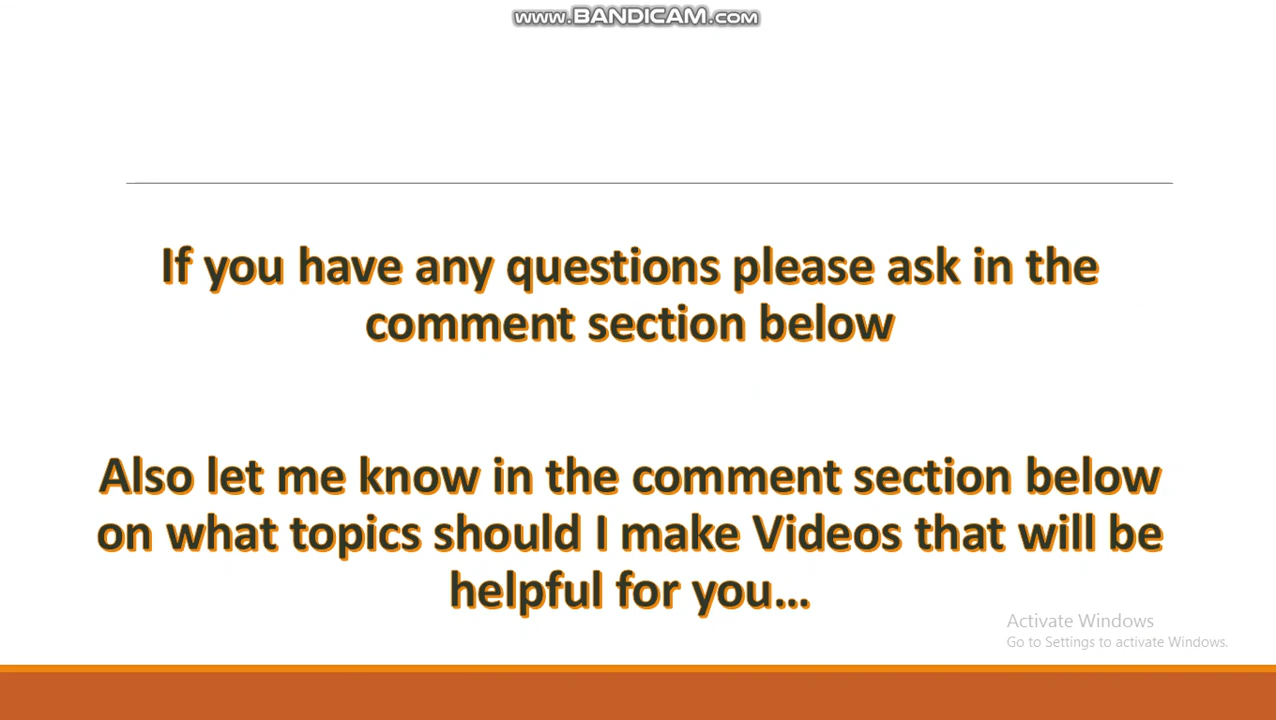 www.BANDICAM.com
If you have any questions please ask in the
comment section below
Also let me know in the comment section below
on what topics should I make Videos that will be
helpful for you...
Activate Windows
Go to Settings to activate Windows.